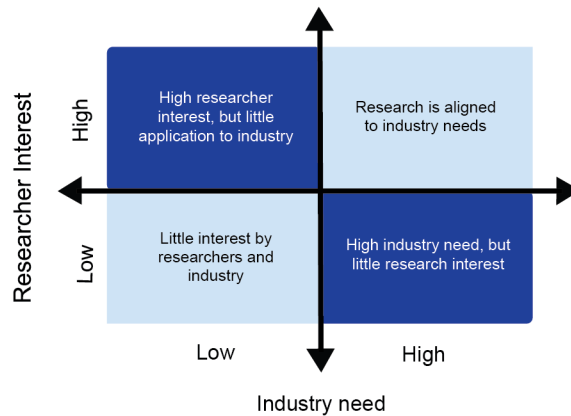 Researcher Interest
High
Low
High researcher
interest, but little
application to industry
Research is aligned
to industry needs
Little interest by
researchers and
industry
High industry need, but
little research interest
Low
High
Industry need